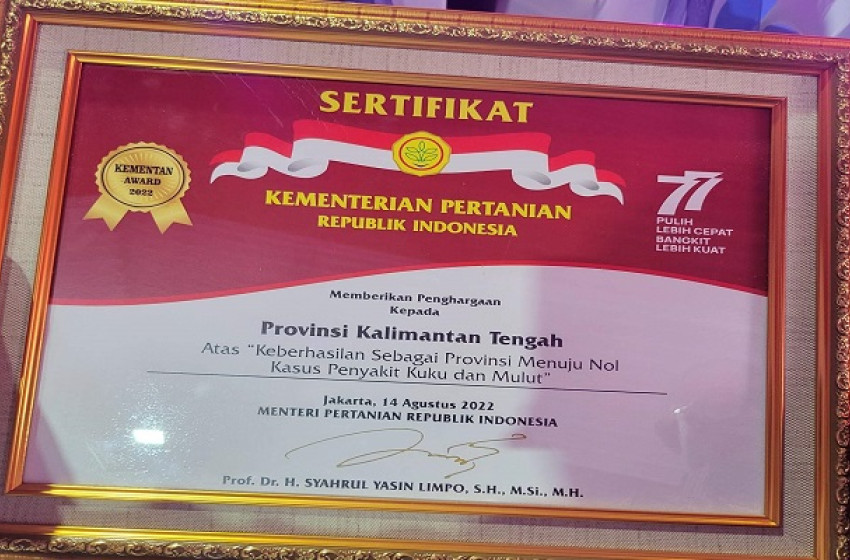 SERTIFIKAT
KEMENTAN
AWARD
2022
KEMENTERIAN PERTANIAN
REPUBLIK INDONESIA
77
PULIH
LEBIH CEPAT
BANGKIT
LEBIH KUAT
Memberikan Penghargaan
Kepada
Provinsi Kalimantan Tengah
Atas "Keberhasilan Sebagai Provinsi Menuju Nol
Kasus Penyakit Kuku dan Mulut"
Jakarta, 14 Agustus 2022
MENTERI PERTANIAN REPUBLIK INDONESIA
Prof. Dr. H. SYAHRUL YASIN LIMPO, S.H., M.Si., M.H.